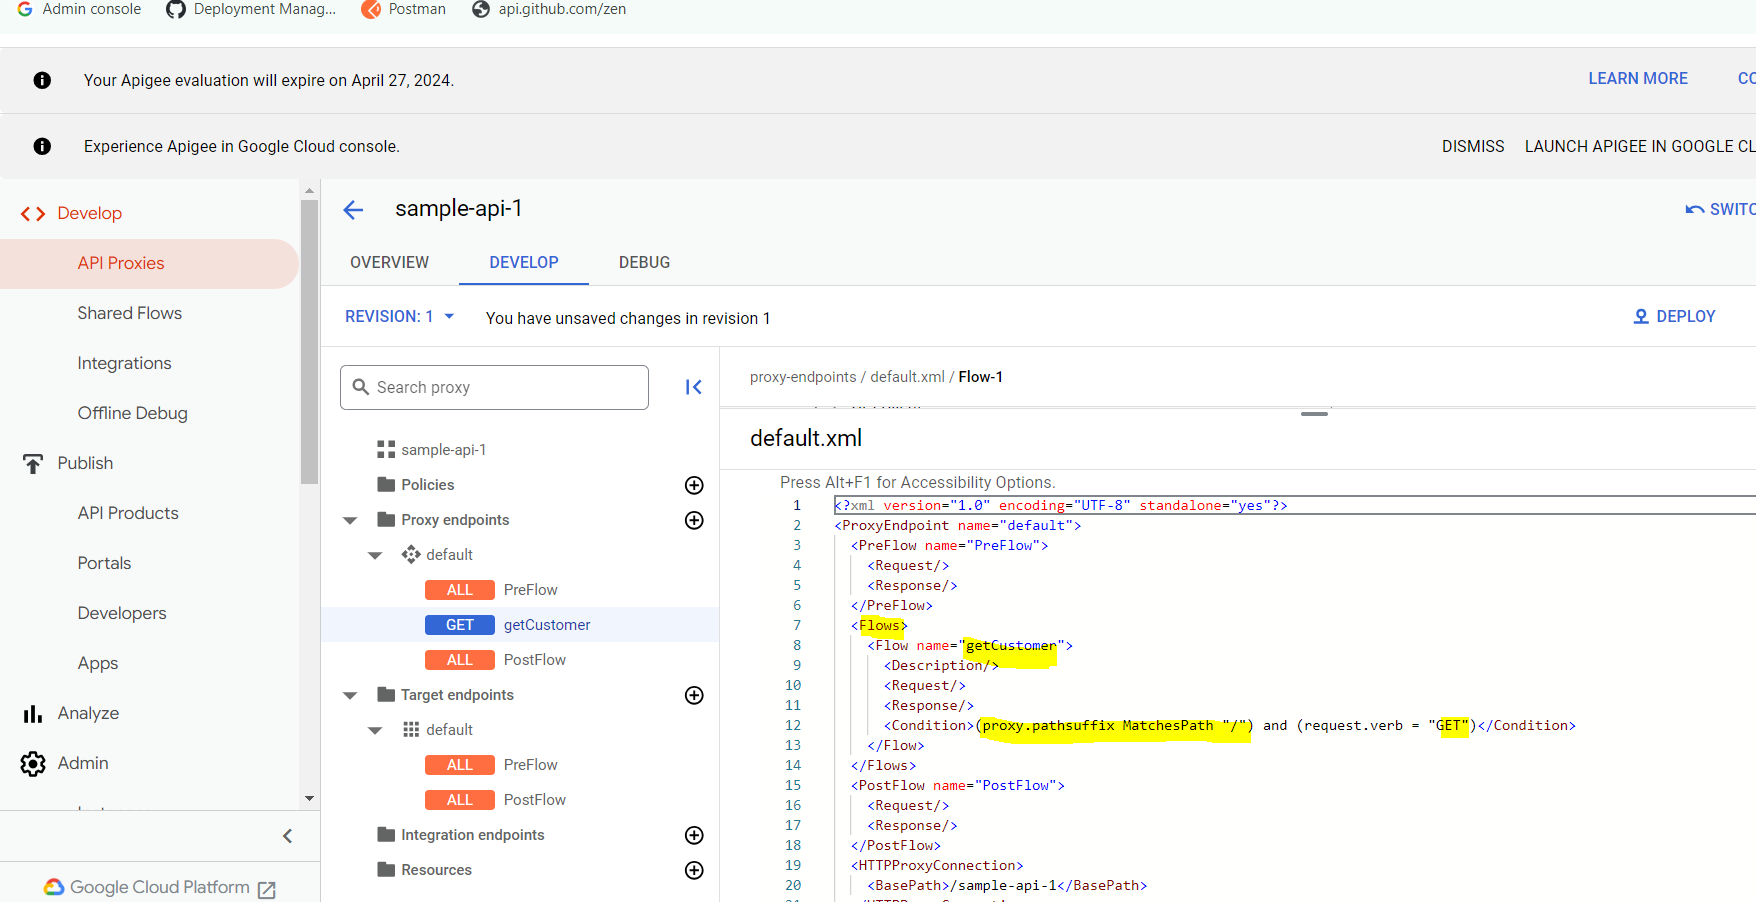 Admin console Deployment Manag... Postman api.github.com/zen
Your Apigee evaluation will expire on April 27, 2024. LEARN MORE CO
Experience Apigee in Google Cloud console. DISMISS LAUNCH APIGEE IN GOOGLE CL
Develop
API Proxies
Shared Flows
Integrations
Offline Debug
Publish
API Products
Portals
Developers
Apps
Analyze
Admin
Google Cloud Platform
sample-api-1 SWITC
OVERVIEW DEVELOP DEBUG
REVISION: 1 You have unsaved changes in revision 1 DEPLOY
Search proxy
sample-api-1
Policies
Proxy endpoints
default
ALL PreFlow
GET getCustomer
ALL PostFlow
Target endpoints
default
ALL PreFlow
ALL PostFlow
Integration endpoints
Resources
proxy-endpoints / default.xml / Flow-1
default.xml
Press Alt+F1 for Accessibility Options.
1 <?xml version="1.0" encoding="UTF-8" standalone="yes"?>
2 <ProxyEndpoint name="default">
3 <PreFlow name="PreFlow">
4 <Request/>
5 <Response/>
6 </PreFlow>
7 <Flows>
8 <Flow name="getCustomer">
9 <Description/>
10 <Request/>
11 <Response/>
12 <Condition>(proxy.pathsuffix MatchesPath "/") and (request.verb = "GET")</Condition>
13 </Flow>
14 </Flows>
15 <PostFlow name="PostFlow">
16 <Request/>
17 <Response/>
18 </PostFlow>
19 <HTTPProxyConnection>
20 <BasePath>/sample-api-1</BasePath>